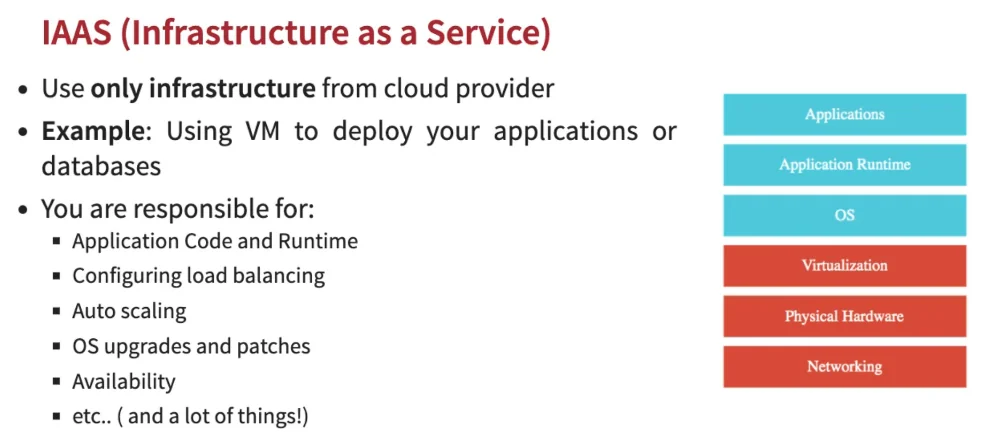 IAAS (Infrastructure as a Service)
• Use only infrastructure from cloud provider
• Example: Using VM to deploy your applications or
databases
• You are responsible for:
▪ Application Code and Runtime
▪ Configuring load balancing
▪ Auto scaling
▪ OS upgrades and patches
▪ Availability
▪ etc.. ( and a lot of things!)
Applications
Application Runtime
OS
Virtualization
Physical Hardware
Networking